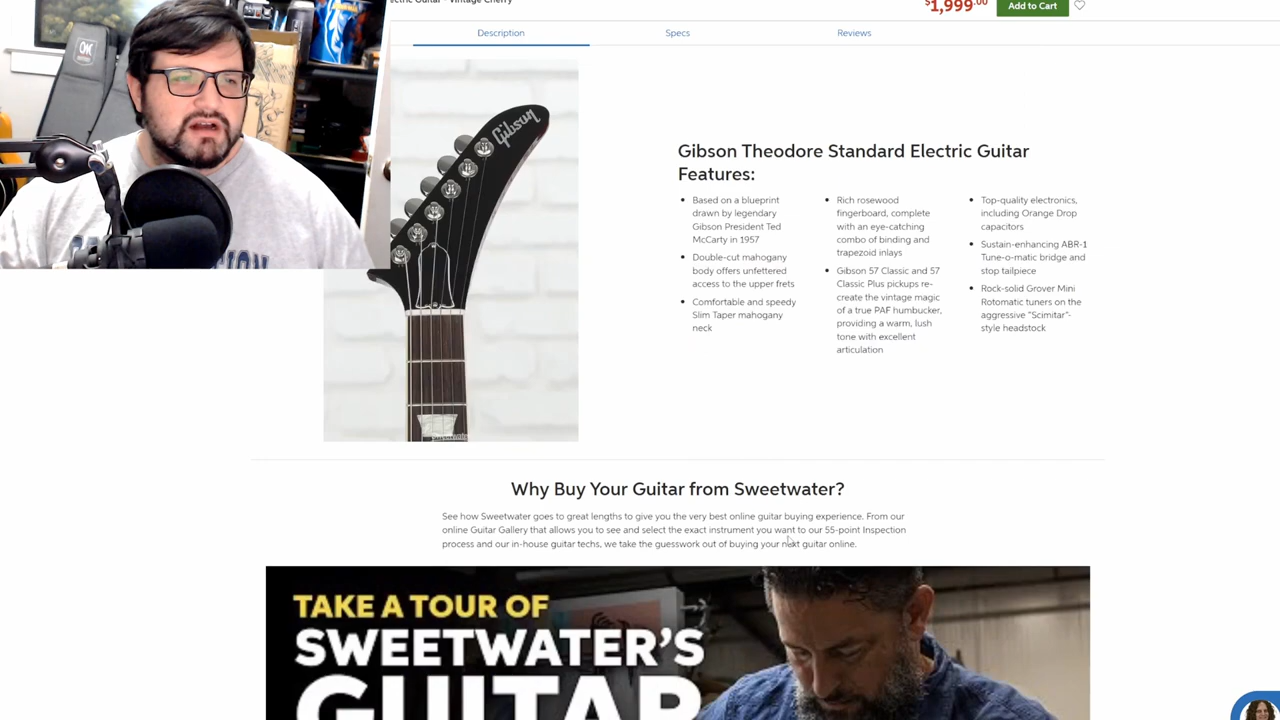 ectric Guitar - Vintage Cherry
$1,999.00
Add to Cart
Description
Specs
Reviews
Gibson
Gibson Theodore Standard Electric Guitar
Features:
Based on a blueprint
drawn by legendary
Gibson President Ted
McCarty in 1957
Double-cut mahogany
body offers unfettered
access to the upper frets
Comfortable and speedy
Slim Taper mahogany
neck
Rich rosewood
fingerboard, complete
with an eye-catching
combo of binding and
trapezoid inlays
Gibson 57 Classic and 57
Classic Plus pickups re-
create the vintage magic
of a true PAF humbucker,
providing a warm, lush
tone with excellent
articulation
Top-quality electronics,
including Orange Drop
capacitors
Sustain-enhancing ABR-1
Tune-o-matic bridge and
stop tailpiece
Rock-solid Grover Mini
Rotomatic tuners on the
aggressive "Scimitar"-
style headstock
Why Buy Your Guitar from Sweetwater?
See how Sweetwater goes to great lengths to give you the very best online guitar buying experience. From our
online Guitar Gallery that allows you to see and select the exact instrument you want to our 55-point Inspection
process and our in-house guitar techs, we take the guesswork out of buying your next guitar online.
TAKE A TOUR OF
SWEETWATER'S
GUITAR